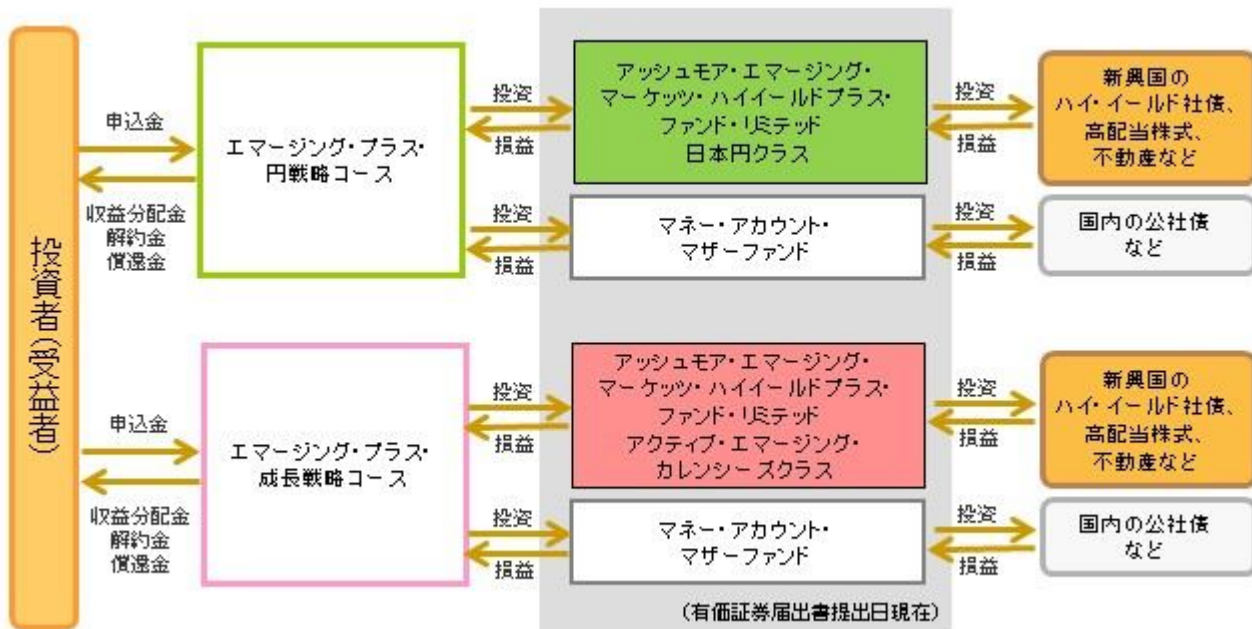 投資者(受益者)
申込金
収益分配金
解約金
償還金
エマージング・プラス・
円戦略コース
投資
損益
投資
損益
アッシュモア・エマージング・
マーケッツ・ハイイールドプラス・
ファンド・リミテッド
日本円クラス
マネー・アカウント・
マザーファンド
投資
損益
投資
損益
新興国の
ハイ・イールド社債、
高配当株式、
不動産など
国内の公社債
など
申込金
収益分配金
解約金
償還金
エマージング・プラス・
成長戦略コース
投資
損益
投資
損益
アッシュモア・エマージング・
マーケッツ・ハイイールドプラス・
ファンド・リミテッド
アクティブ・エマージング・
カレンシーズクラス
マネー・アカウント・
マザーファンド
投資
損益
投資
損益
新興国の
ハイ・イールド社債、
高配当株式、
不動産など
国内の公社債
など
(有価証券届出書提出日現在)